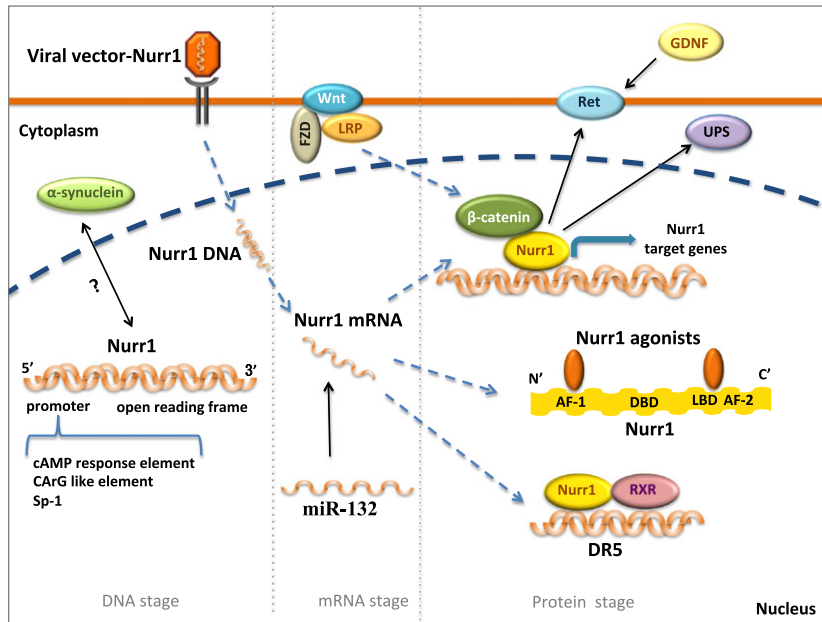 Viral vector-Nurr1
Cytoplasm
α-synuclein
?
Nurr1 DNA
Nurr1
5’
3’
promoter
open reading frame
cAMP response element
CArG like element
Sp-1
DNA stage
Wnt
FZD
LRP
Nurr1 mRNA
miR-132
mRNA stage
GDNF
Ret
UPS
β-catenin
Nurr1
Nurr1
target genes
Nurr1 agonists
N’
C’
AF-1
DBD
LBD
AF-2
Nurr1
Nurr1
RXR
DR5
Protein stage
Nucleus